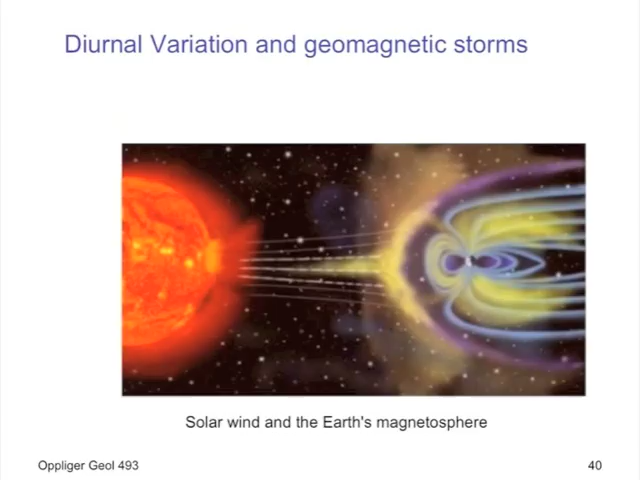 Diurnal Variation and geomagnetic storms
Solar wind and the Earth's magnetosphere
Oppliger Geol 493
40